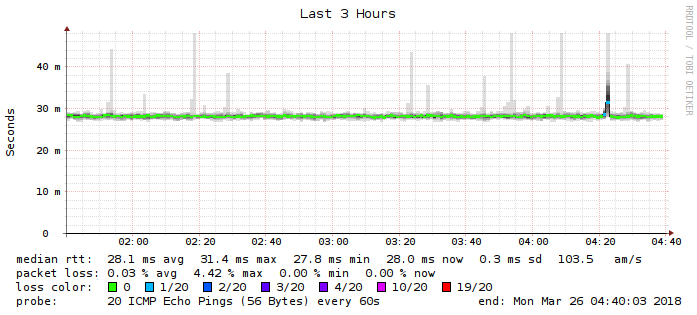 Last 3 Hours
RRDTOOL / TOBI OETIKER
Seconds
40 m
30 m
20 m
10 m
0
02:00 02:20 02:40 03:00 03:20 03:40 04:00 04:20 04:40
median rtt: 28.1 ms avg 31.4 ms max 27.8 ms min 28.0 ms now 0.3 ms sd 103.5 am/s
packet loss: 0.03 % avg 4.42 % max 0.00 % min 0.00 % now
loss color: 0 1/20 2/20 3/20 4/20 10/20 19/20
probe: 20 ICMP Echo Pings (56 Bytes) every 60s end: Mon Mar 26 04:40:03 2018